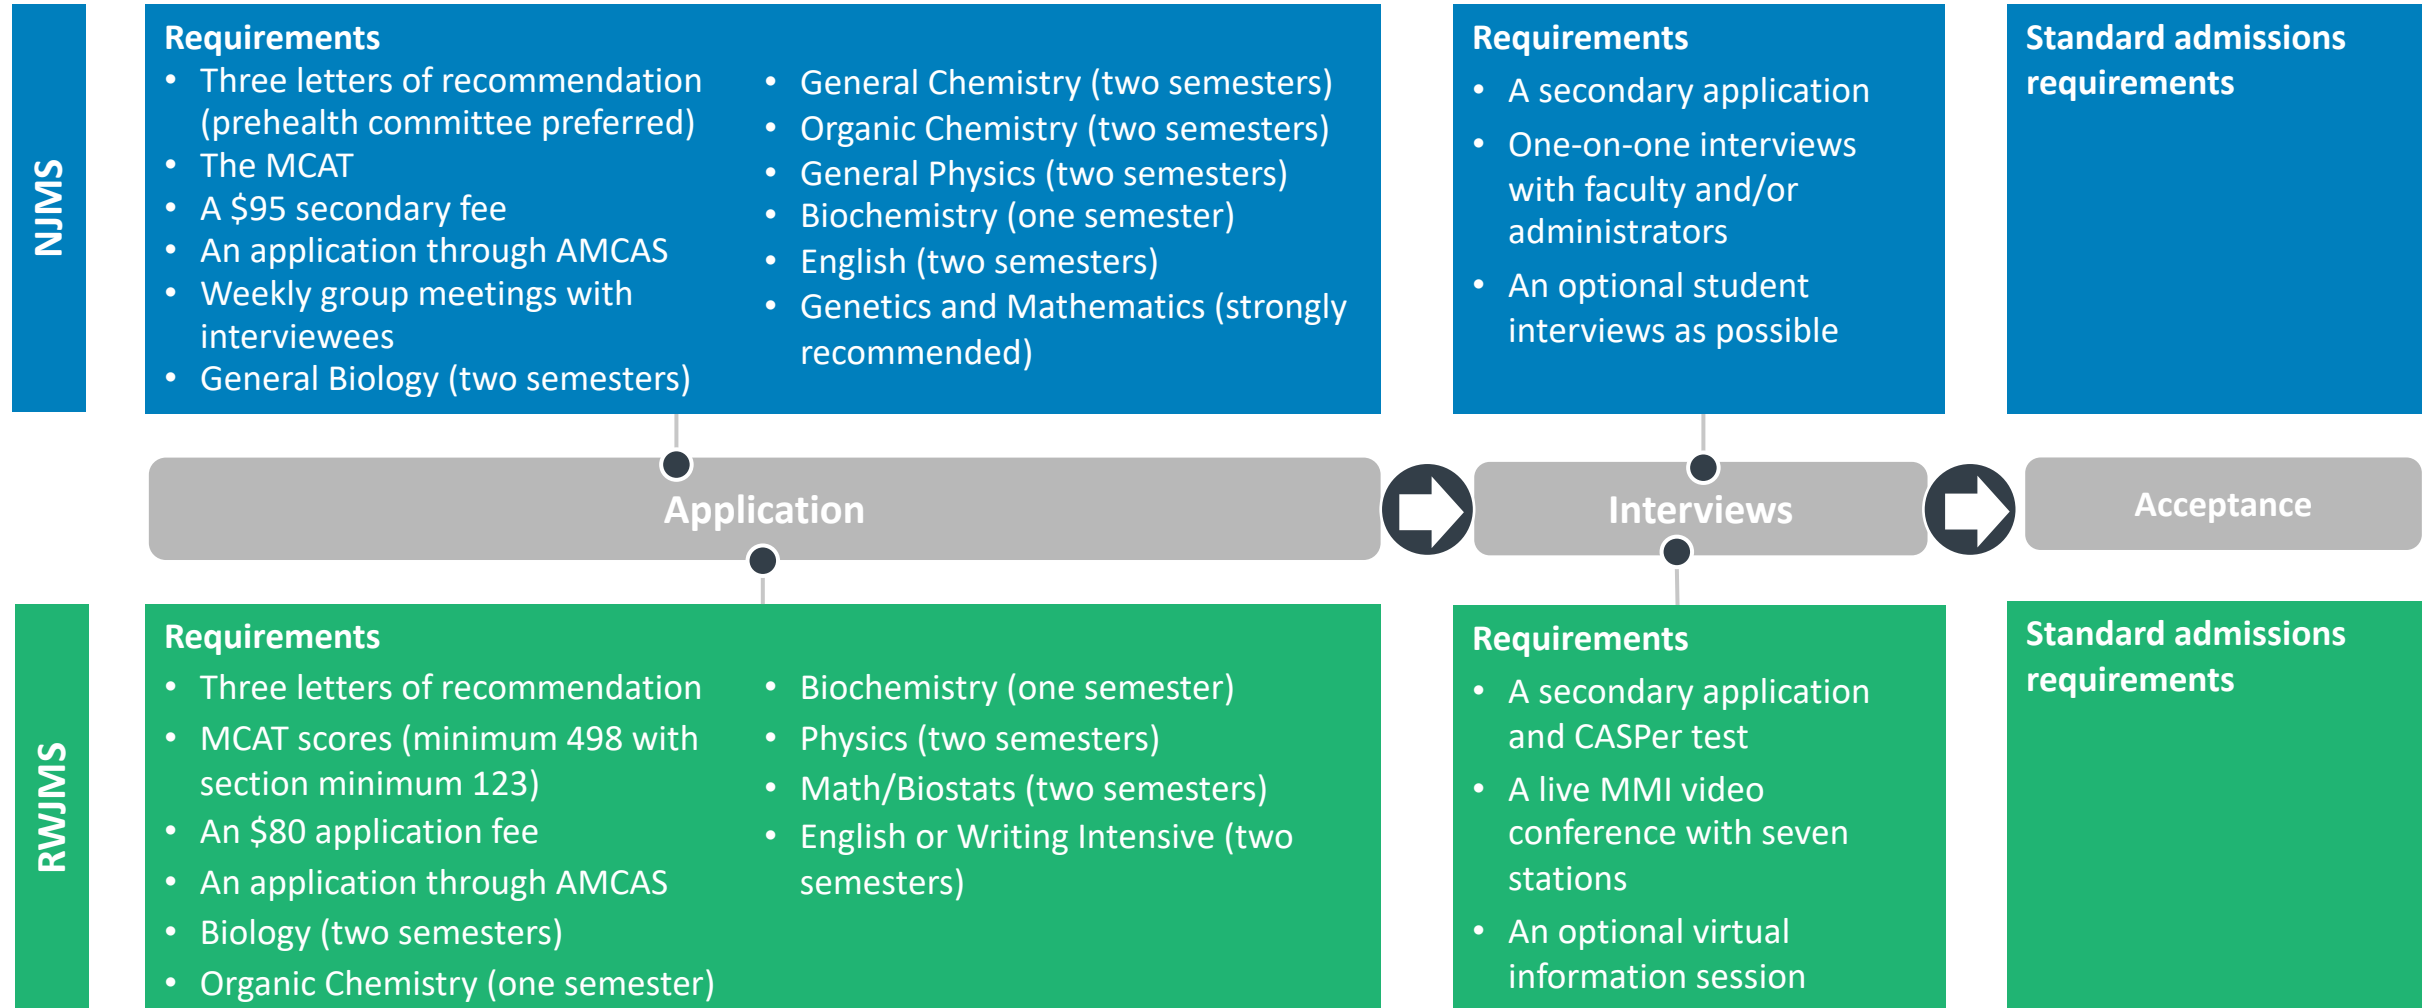 NJMS
Requirements
• Three letters of recommendation
(prehealth committee preferred)
• The MCAT
• A $95 secondary fee
• An application through AMCAS
• Weekly group meetings with
interviewees
• General Biology (two semesters)
• General Chemistry (two semesters)
• Organic Chemistry (two semesters)
• General Physics (two semesters)
• Biochemistry (one semester)
• English (two semesters)
• Genetics and Mathematics (strongly
recommended)
Requirements
• A secondary application
• One-on-one interviews
with faculty and/or
administrators
• An optional student
interviews as possible
Standard admissions
requirements
Application
Interviews
Acceptance
RWJMS
Requirements
• Three letters of recommendation
• MCAT scores (minimum 498 with
section minimum 123)
• An $80 application fee
• An application through AMCAS
• Biology (two semesters)
• Organic Chemistry (one semester)
• Biochemistry (one semester)
• Physics (two semesters)
• Math/Biostats (two semesters)
• English or Writing Intensive (two
semesters)
Requirements
• A secondary application
and CASPer test
• A live MMI video
conference with seven
stations
• An optional virtual
information session
Standard admissions
requirements